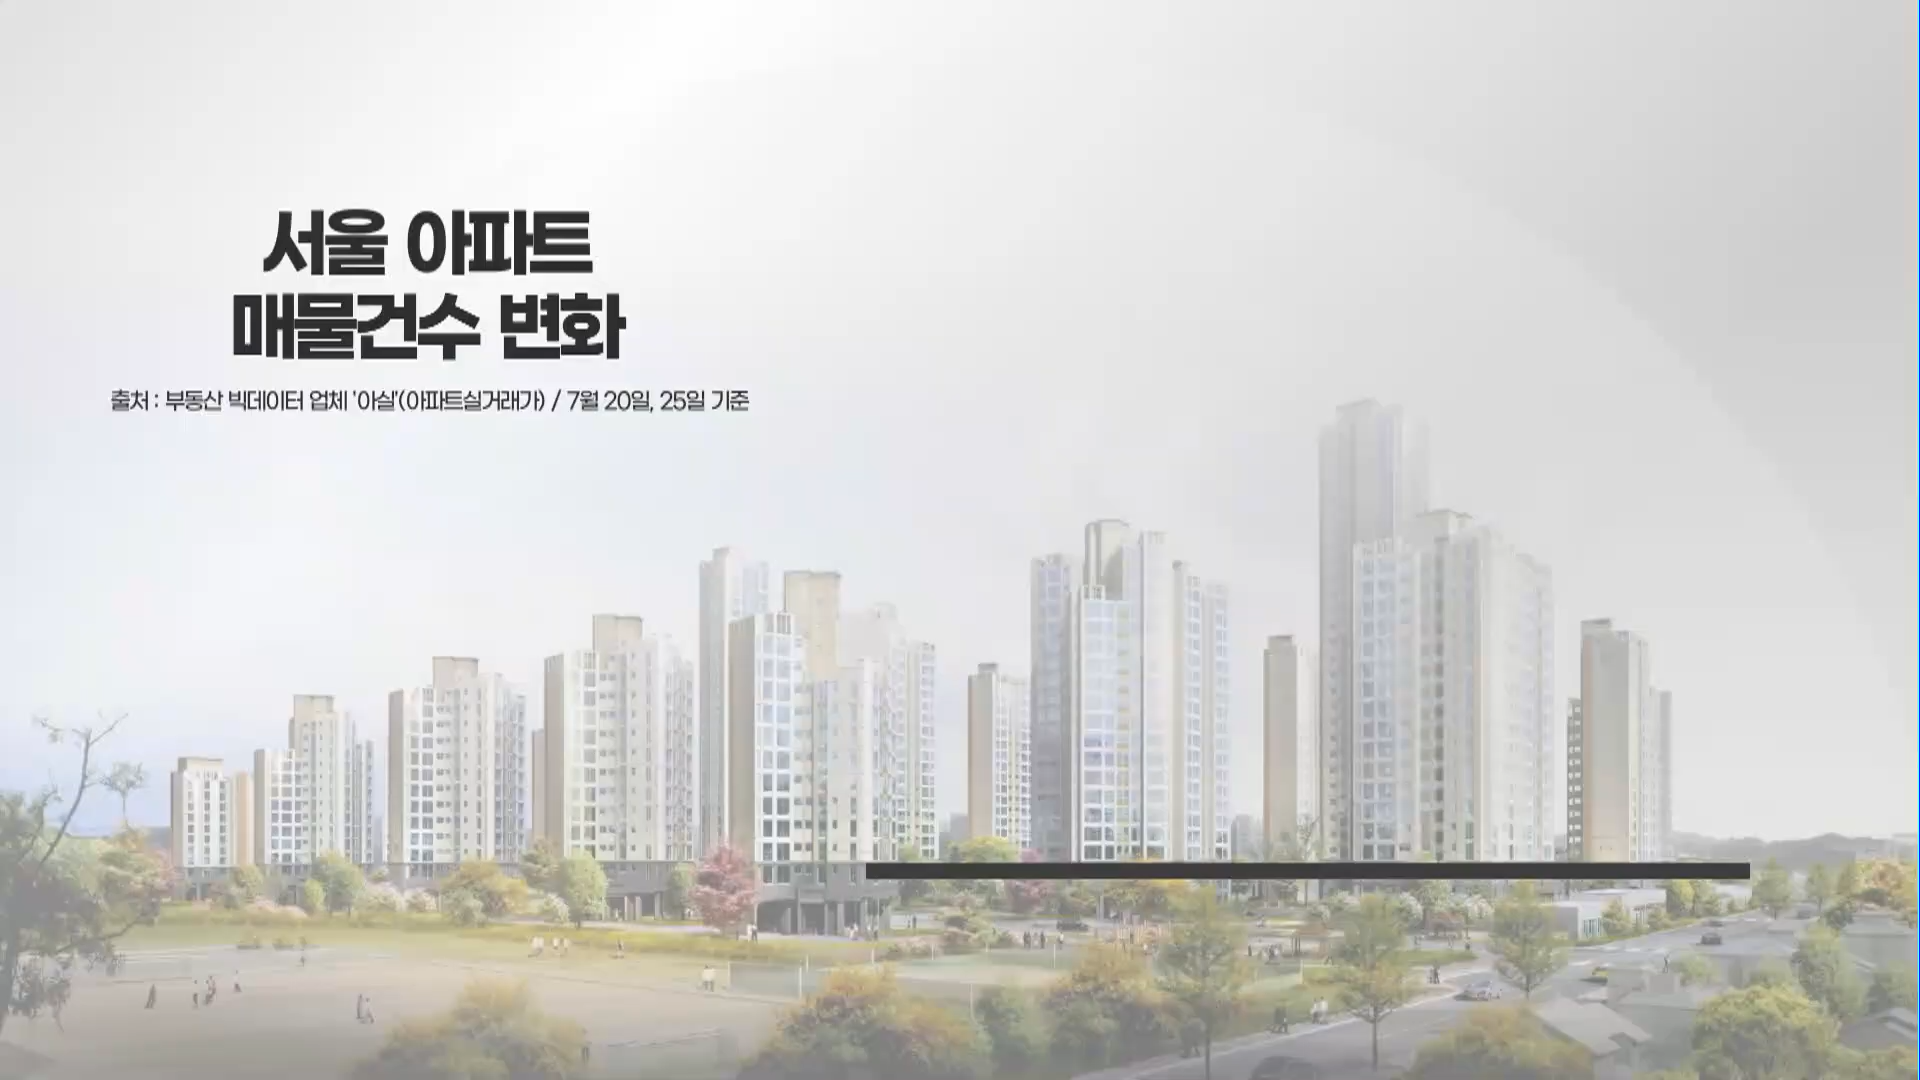 서울 아파트
매물건수 변화
출처 : 부동산 빅데이터 업체 '아실'(아파트실거래가) / 7월 20일, 25일 기준